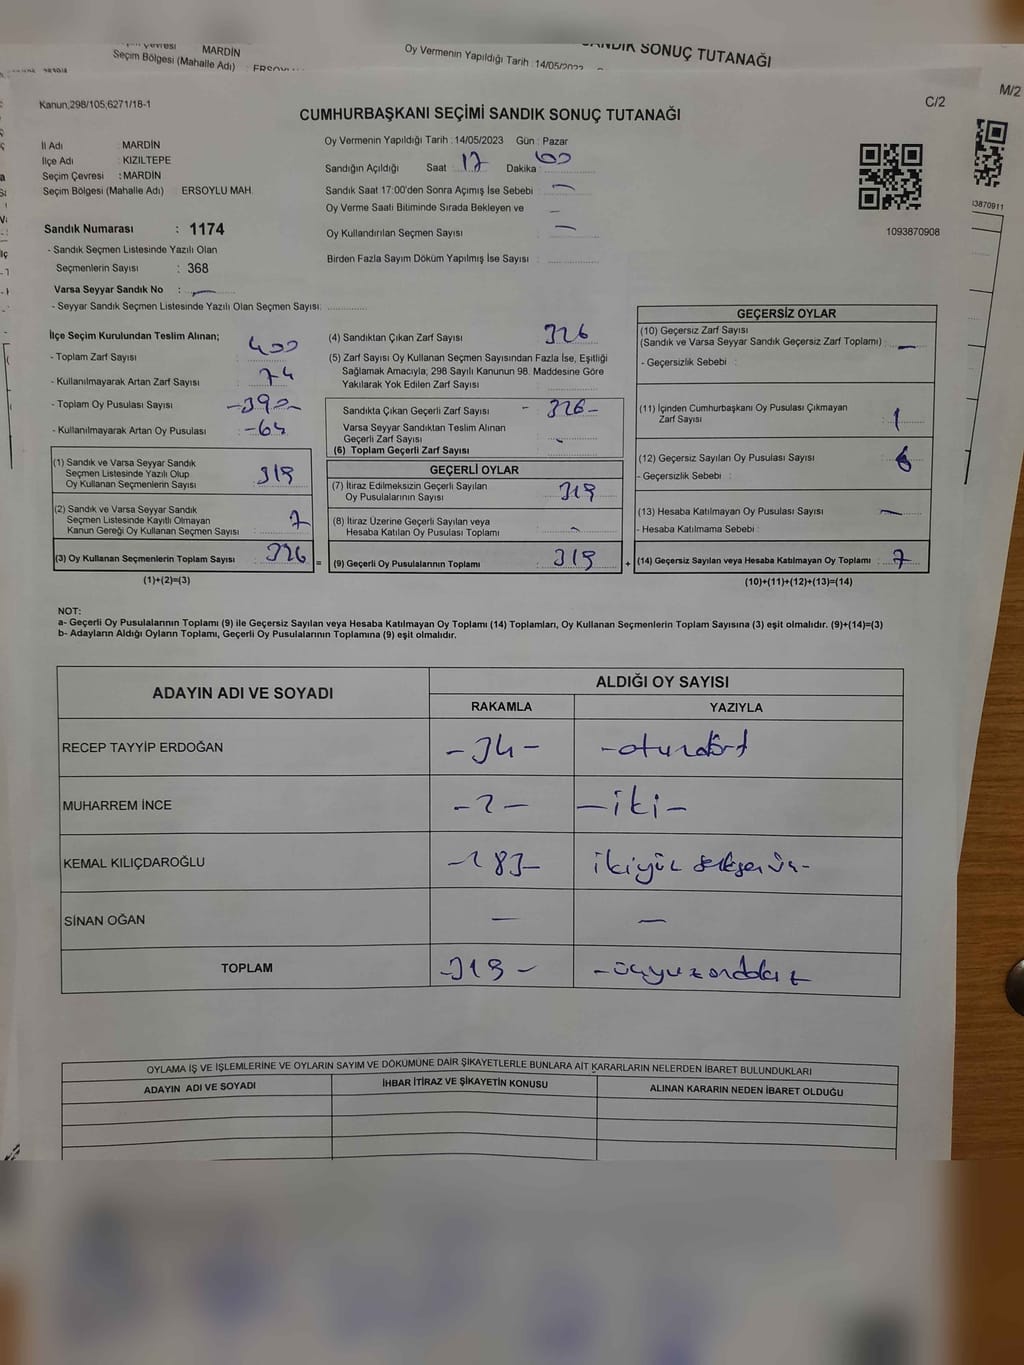 MARDİN
Seçim Bölgesi (Mahalle Adı)
Oy Vermenin Yapıldığı Tarih : 14/05/2023
SANDIK SONUÇ TUTANAĞI
M/2
Kanun,298/105,6271/18-1
C/2
CUMHURBAŞKANI SEÇİMİ SANDIK SONUÇ TUTANAĞI
İl Adı : MARDİN
İlçe Adı : KIZILTEPE
Seçim Çevresi : MARDİN
Seçim Bölgesi (Mahalle Adı) : ERSOYLU MAH.
Oy Vermenin Yapıldığı Tarih : 14/05/2023 Gün : Pazar
Sandığın Açıldığı Saat : 17 Dakika : 00
Sandık Saat 17:00'den Sonra Açımış İse Sebebi : —
Oy Verme Saati Bitiminde Sırada Bekleyen ve —
Oy Kullandırılan Seçmen Sayısı : —
Birden Fazla Sayım Döküm Yapılmış İse Sayısı :
1093870908
Sandık Numarası : 1174
- Sandık Seçmen Listesinde Yazılı Olan
Seçmenlerin Sayısı : 368
Varsa Seyyar Sandık No : —
- Seyyar Sandık Seçmen Listesinde Yazılı Olan Seçmen Sayısı:
İlçe Seçim Kurulundan Teslim Alınan;
- Toplam Zarf Sayısı : 400
- Kullanılmayarak Artan Zarf Sayısı : 74
- Toplam Oy Pusulası Sayısı : -390-
- Kullanılmayarak Artan Oy Pusulası : -64
(1) Sandık ve Varsa Seyyar Sandık
Seçmen Listesinde Yazılı Olup
Oy Kullanan Seçmenlerin Sayısı : 319
(2) Sandık ve Varsa Seyyar Sandık
Seçmen Listesinde Kayıtlı Olmayan
Kanun Gereği Oy Kullanan Seçmen Sayısı : 7
(3) Oy Kullanan Seçmenlerin Toplam Sayısı : 326
(1)+(2)=(3)
(4) Sandıktan Çıkan Zarf Sayısı : 326
(5) Zarf Sayısı Oy Kullanan Seçmen Sayısından Fazla İse, Eşitliği
Sağlamak Amacıyla; 298 Sayılı Kanunun 98. Maddesine Göre
Yakılarak Yok Edilen Zarf Sayısı :
Sandıkta Çıkan Geçerli Zarf Sayısı - 326-
Varsa Seyyar Sandıktan Teslim Alınan
Geçerli Zarf Sayısı :
(6) Toplam Geçerli Zarf Sayısı :
GEÇERLİ OYLAR
(7) İtiraz Edilmeksizin Geçerli Sayılan
Oy Pusulalarının Sayısı : 319
(8) İtiraz Üzerine Geçerli Sayılan veya
Hesaba Katılan Oy Pusulası Toplamı :
= (9) Geçerli Oy Pusulalarının Toplamı : 319 +
GEÇERSİZ OYLAR
(10) Geçersiz Zarf Sayısı
(Sandık ve Varsa Seyyar Sandık Geçersiz Zarf Toplamı) : —
- Geçersizlik Sebebi :
(11) İçinden Cumhurbaşkanı Oy Pusulası Çıkmayan
Zarf Sayısı : 1
(12) Geçersiz Sayılan Oy Pusulası Sayısı : 6
- Geçersizlik Sebebi :
(13) Hesaba Katılmayan Oy Pusulası Sayısı : —
- Hesaba Katılmama Sebebi :
(14) Geçersiz Sayılan veya Hesaba Katılmayan Oy Toplamı : 7
(10)+(11)+(12)+(13)=(14)
NOT:
a- Geçerli Oy Pusulalarının Toplamı (9) ile Geçersiz Sayılan veya Hesaba Katılmayan Oy Toplamı (14) Toplamları, Oy Kullanan Seçmenlerin Toplam Sayısına (3) eşit olmalıdır. (9)+(14)=(3)
b- Adayların Aldığı Oyların Toplamı, Geçerli Oy Pusulalarının Toplamına (9) eşit olmalıdır.
ADAYIN ADI VE SOYADI
ALDIĞI OY SAYISI
RAKAMLA YAZIYLA
RECEP TAYYİP ERDOĞAN -34- -otuzdört
MUHARREM İNCE -2- -iki-
KEMAL KILIÇDAROĞLU -283-
SİNAN OĞAN — —
TOPLAM -319-
OYLAMA İŞ VE İŞLEMLERİNE VE OYLARIN SAYIM VE DÖKÜMÜNE DAİR ŞİKAYETLERLE BUNLARA AİT KARARLARIN NELERDEN İBARET BULUNDUKLARI
ADAYIN ADI VE SOYADI İHBAR İTİRAZ VE ŞİKAYETİN KONUSU ALINAN KARARIN NEDEN İBARET OLDUĞU